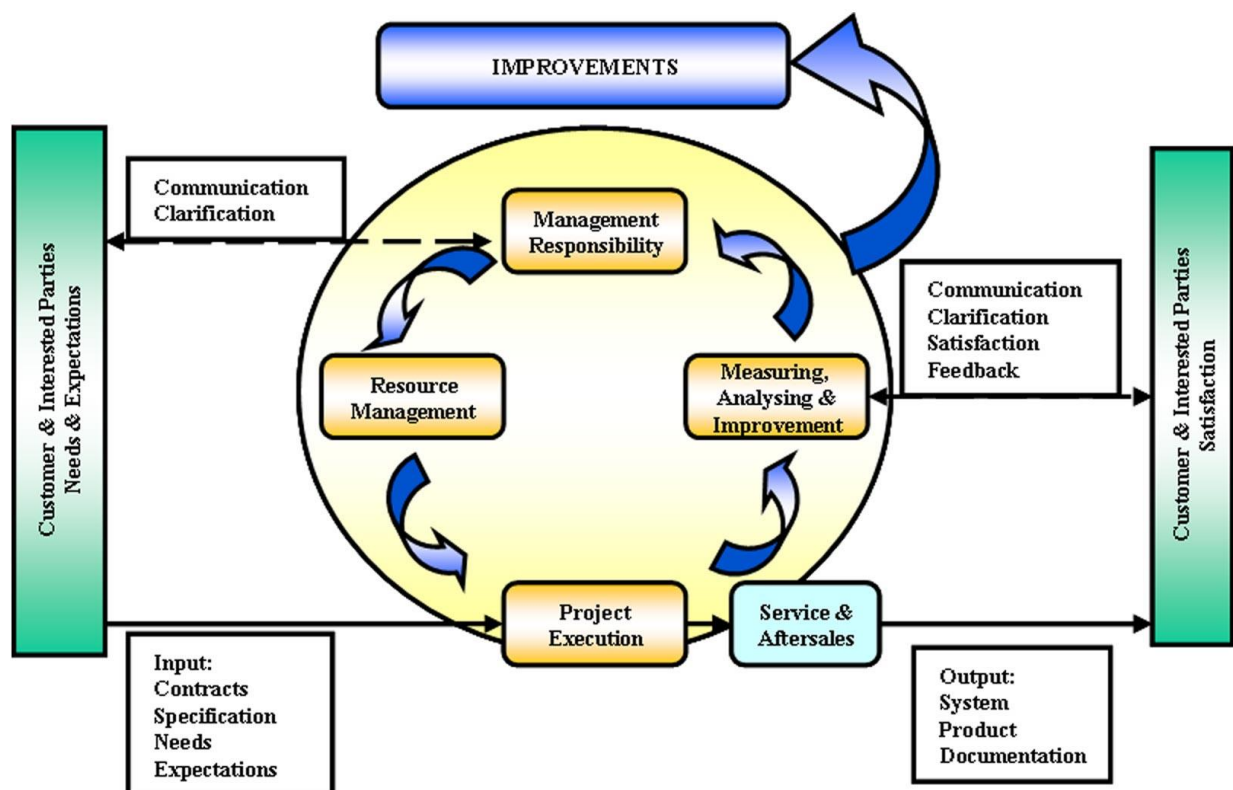 IMPROVEMENTS
Customer & Interested Parties
Needs & Expectations
Communication
Clarification
Management
Responsibility
Resource
Management
Measuring,
Analysing &
Improvement
Communication
Clarification
Satisfaction
Feedback
Customer & Interested Parties
Satisfaction
Project
Execution
Service &
Aftersales
Input:
Contracts
Specification
Needs
Expectations
Output:
System
Product
Documentation